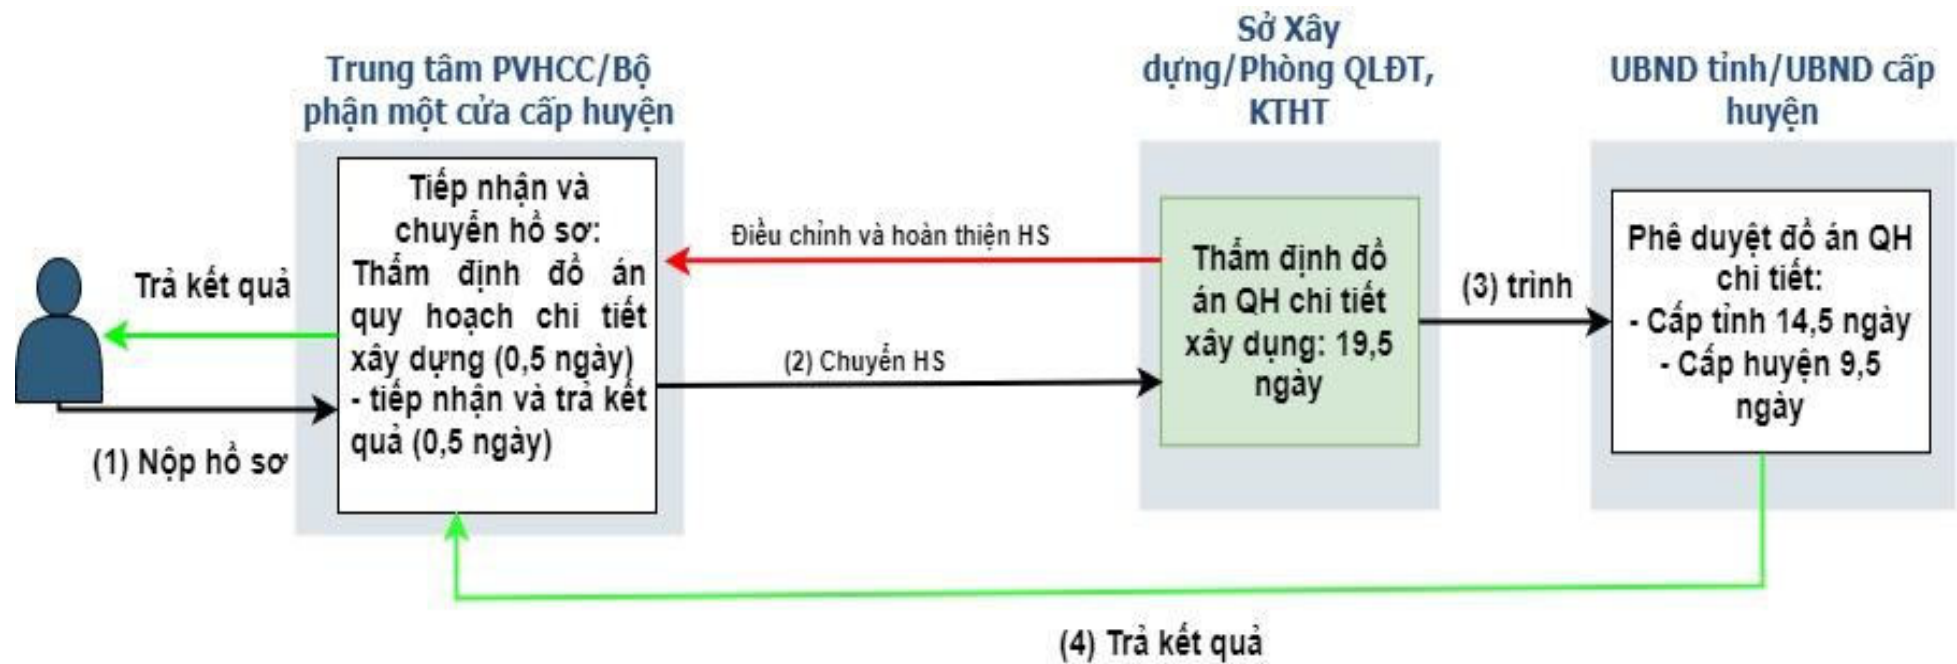 Trung tâm PVHCC/Bộ
phận một cửa cấp huyện
Sở Xây
dựng/Phòng QLĐT,
KTHT
UBND tỉnh/UBND cấp
huyện
Trả kết quả
(1) Nộp hồ sơ
Tiếp nhận và
chuyển hồ sơ:
Thẩm định đồ án
quy hoạch chi tiết
xây dựng (0,5 ngày)
- tiếp nhận và trả kết
quả (0,5 ngày)
Điều chỉnh và hoàn thiện HS
(2) Chuyển HS
Thẩm định đồ
án QH chi tiết
xây dụng: 19,5
ngày
(3) trình
Phê duyệt đồ án QH
chi tiết:
- Cấp tỉnh 14,5 ngày
- Cấp huyện 9,5
ngày
(4) Trả kết quả